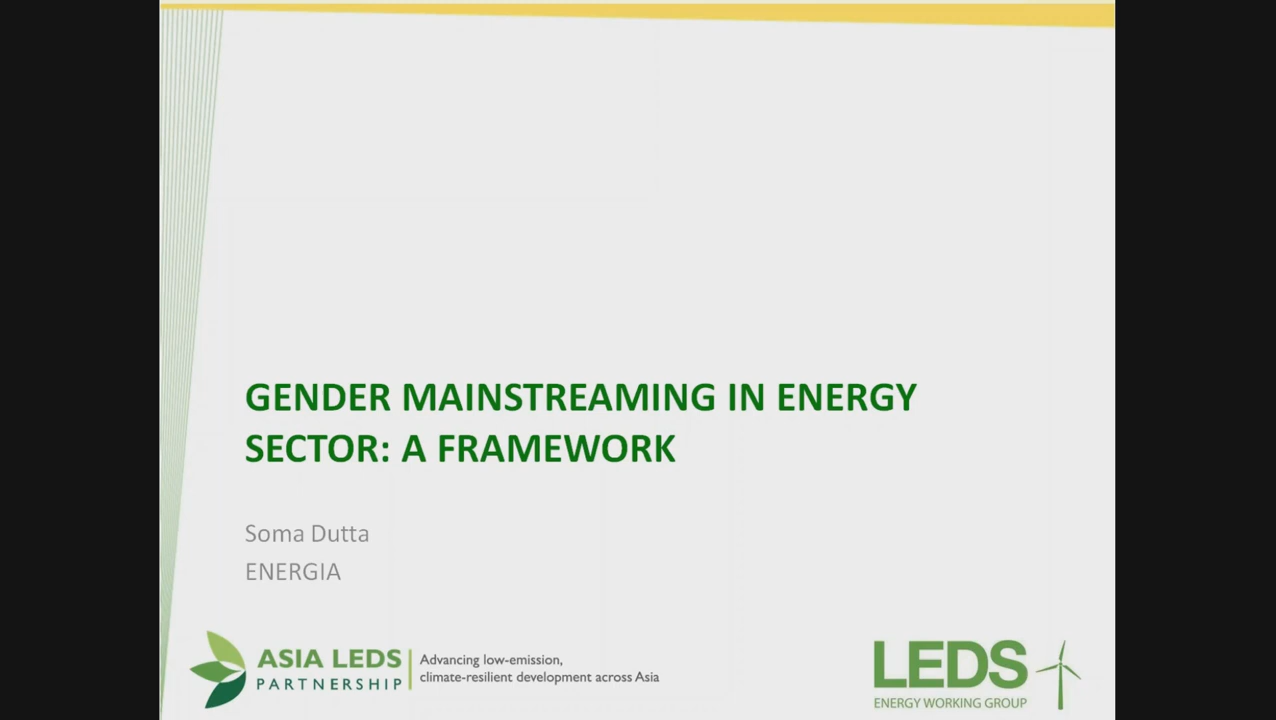 GENDER MAINSTREAMING IN ENERGY
SECTOR: A FRAMEWORK
Soma Dutta
ENERGIA
ASIA LEDS
PARTNERSHIP
Advancing low-emission,
climate-resilient development across Asia
LEDS
ENERGY WORKING GROUP